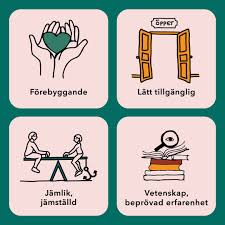 ÖPPET
Förebyggande
Lätt tillgänglig
Jämlik,
jämställd
Vetenskap,
beprövad erfarenhet